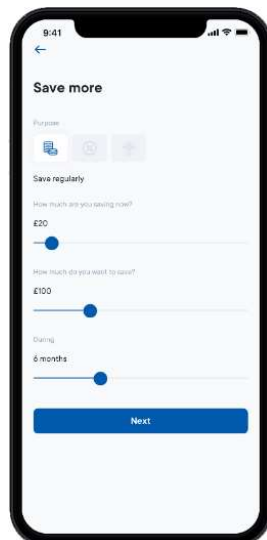 9:41
Save more
Purpose
Save regularly
How much are you saving now?
£20
How much do you want to save?
£100
During
6 months
Next